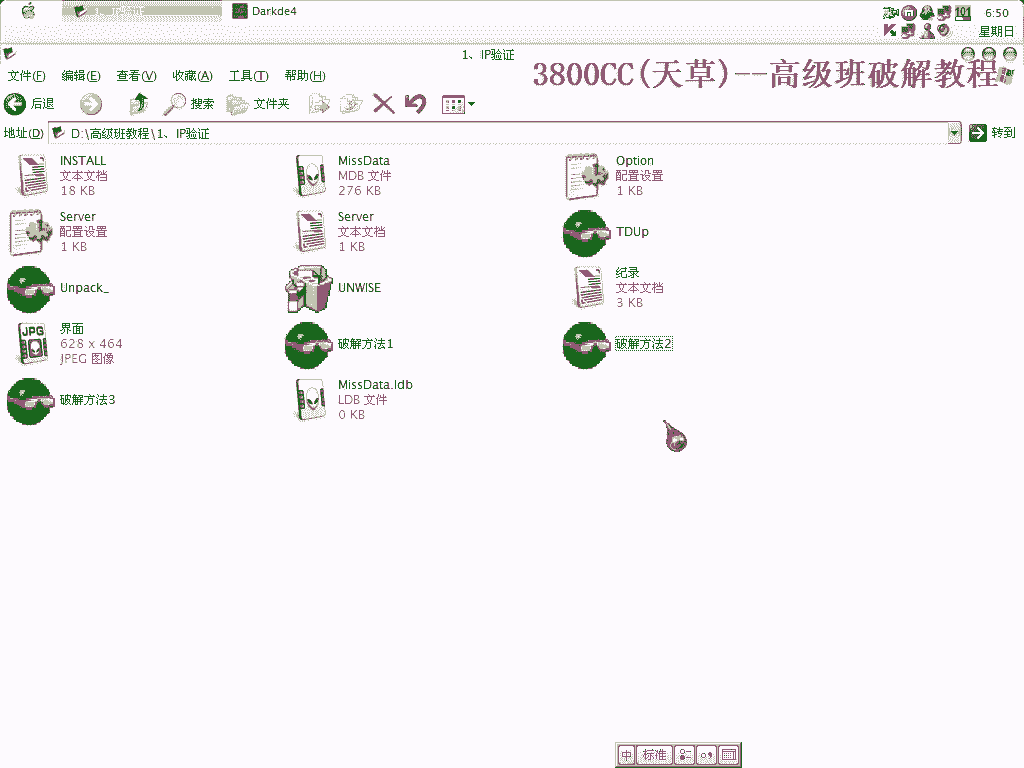 1、IP验证
Darkde4
6:50
星期日
1、IP验证
3800CC(天草)--高级班破解教程
文件(F) 编辑(E) 查看(V) 收藏(A) 工具(T) 帮助(H)
后退 搜索 文件夹
地址(D) D:\高级班教程\1、IP验证 转到
INSTALL
文本文档
18 KB
MissData
MDB 文件
276 KB
Option
配置设置
1 KB
Server
配置设置
1 KB
Server
文本文档
1 KB
TDUp
Unpack_
UNWISE
纪录
文本文档
3 KB
JPG
界面
628 x 464
JPEG 图像
破解方法1
破解方法2
破解方法3
MissData.ldb
LDB 文件
0 KB
中 标准